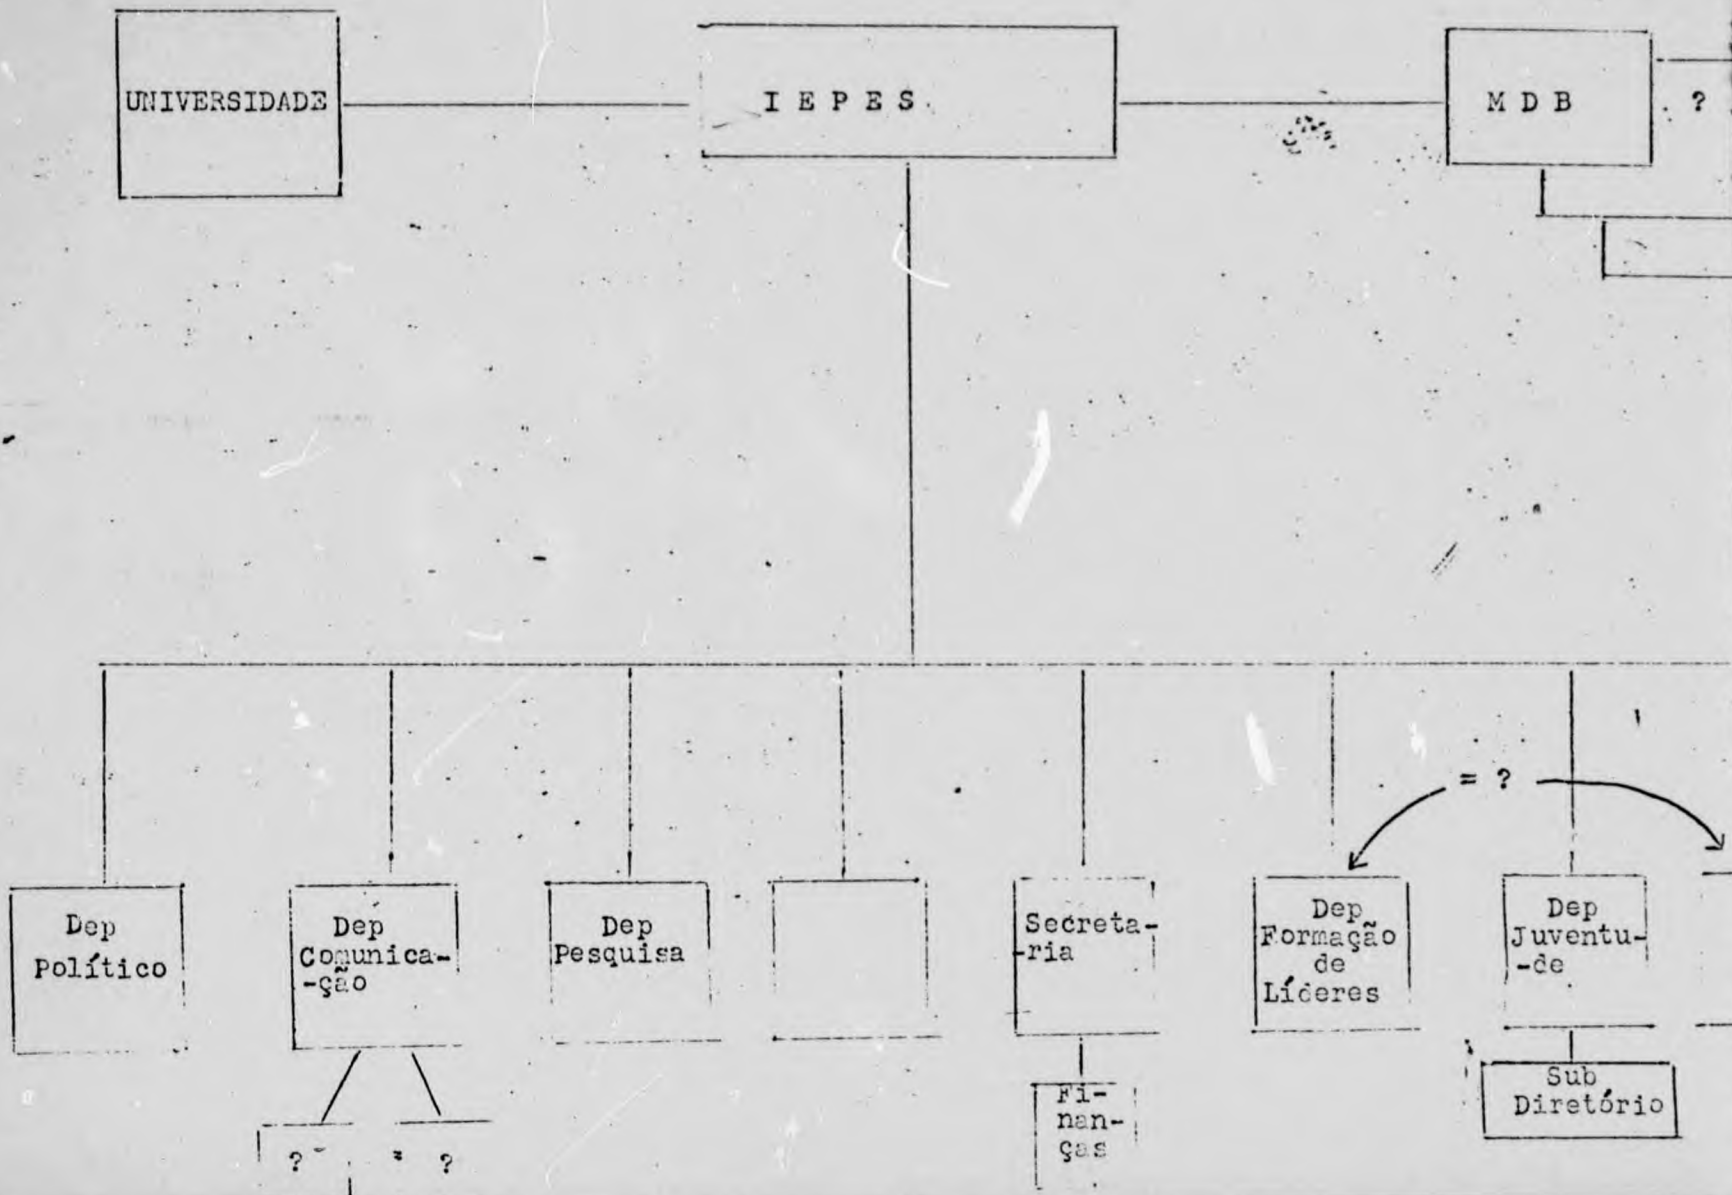 UNIVERSIDADE
I E P E S
M D B
?
= ?
Dep
Político
Dep
Comunica-
-ção
Dep
Pesquisa
Secreta-
-ria
Dep
Formação
de
Líderes
Dep
Juventu-
-de
Fi-
nan-
ças
Sub
Diretório
? = ?